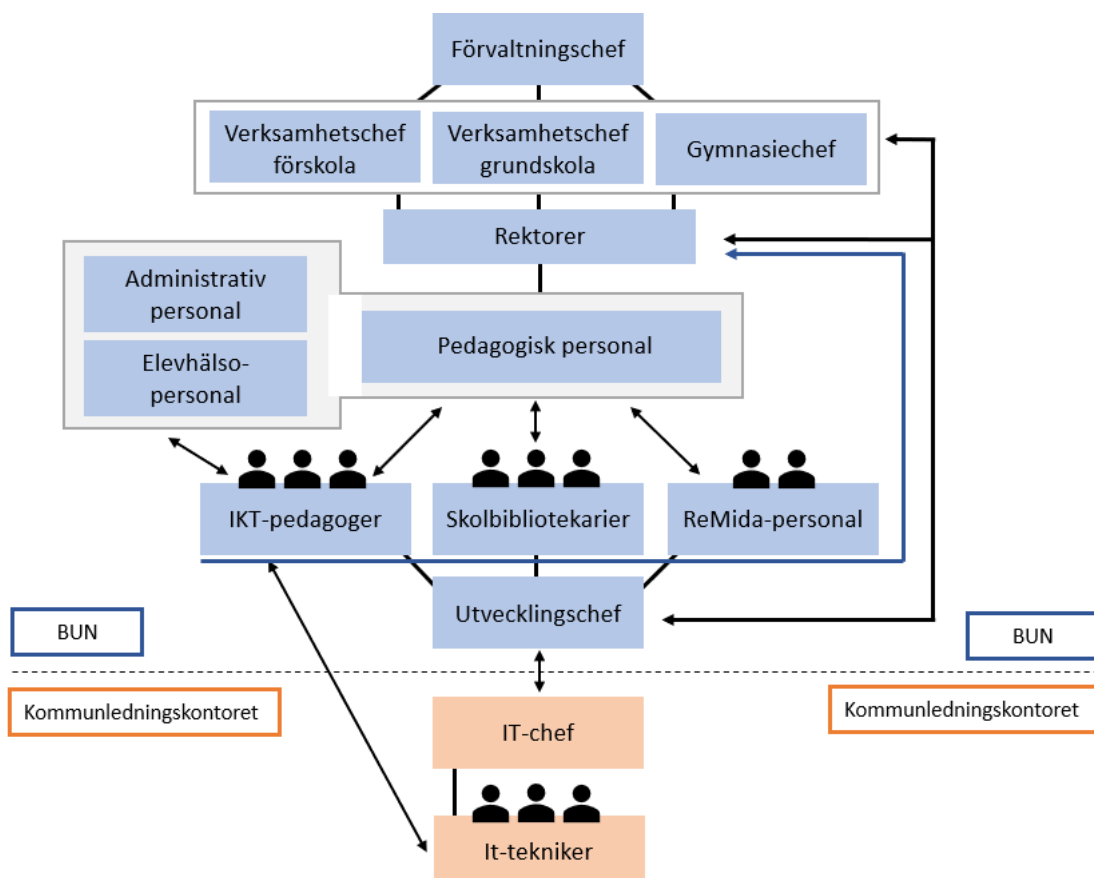 Förvaltningschef
Verksamhetschef
förskola
Verksamhetschef
grundskola
Gymnasiechef
Rektorer
Administrativ
personal
Elevhälso-
personal
Pedagogisk personal
IKT-pedagoger
Skolbibliotekarier
ReMida-personal
Utvecklingschef
BUN
BUN
Kommunledningskontoret
Kommunledningskontoret
IT-chef
It-tekniker